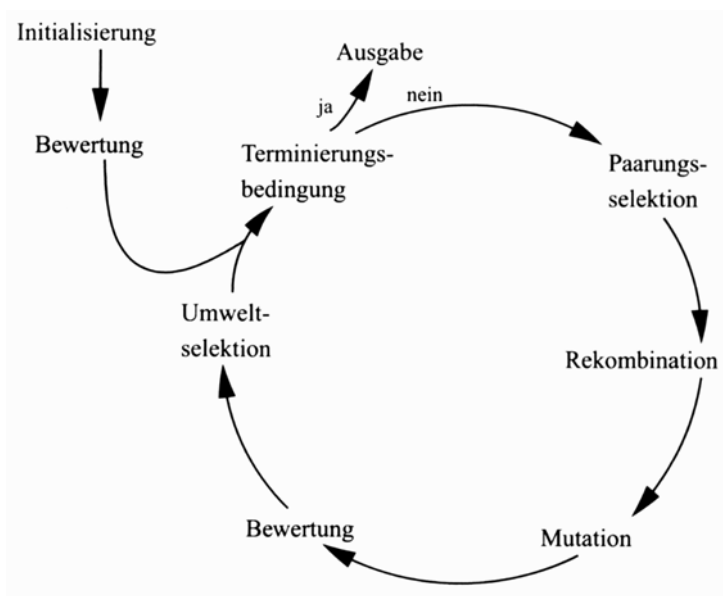 Initialisierung
Bewertung
Ausgabe
ja
nein
Terminierungs-
bedingung
Paarungs-
selektion
Rekombination
Mutation
Bewertung
Umwelt-
selektion